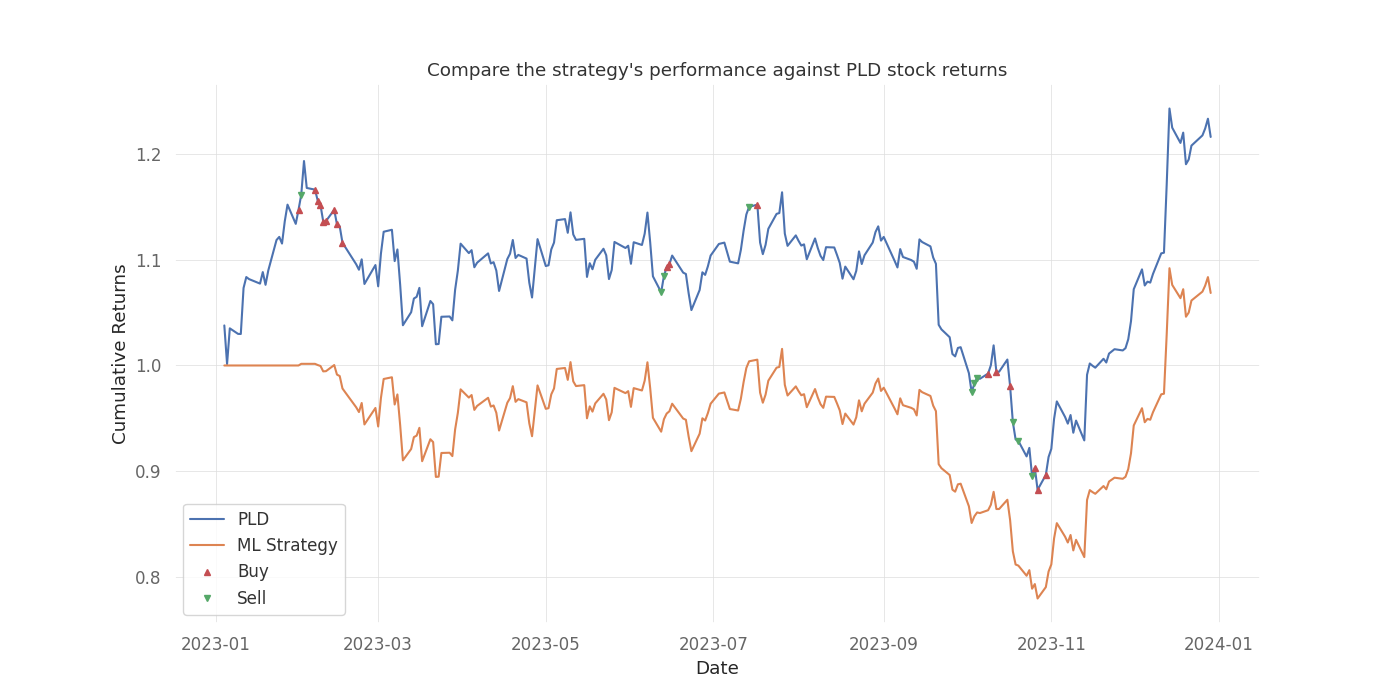 Compare the strategy's performance against PLD stock returns
Cumulative Returns
1.2
1.1
1.0
0.9
0.8
PLD
ML Strategy
Buy
Sell
2023-01
2023-03
2023-05
2023-07
2023-09
2023-11
2024-01
Date